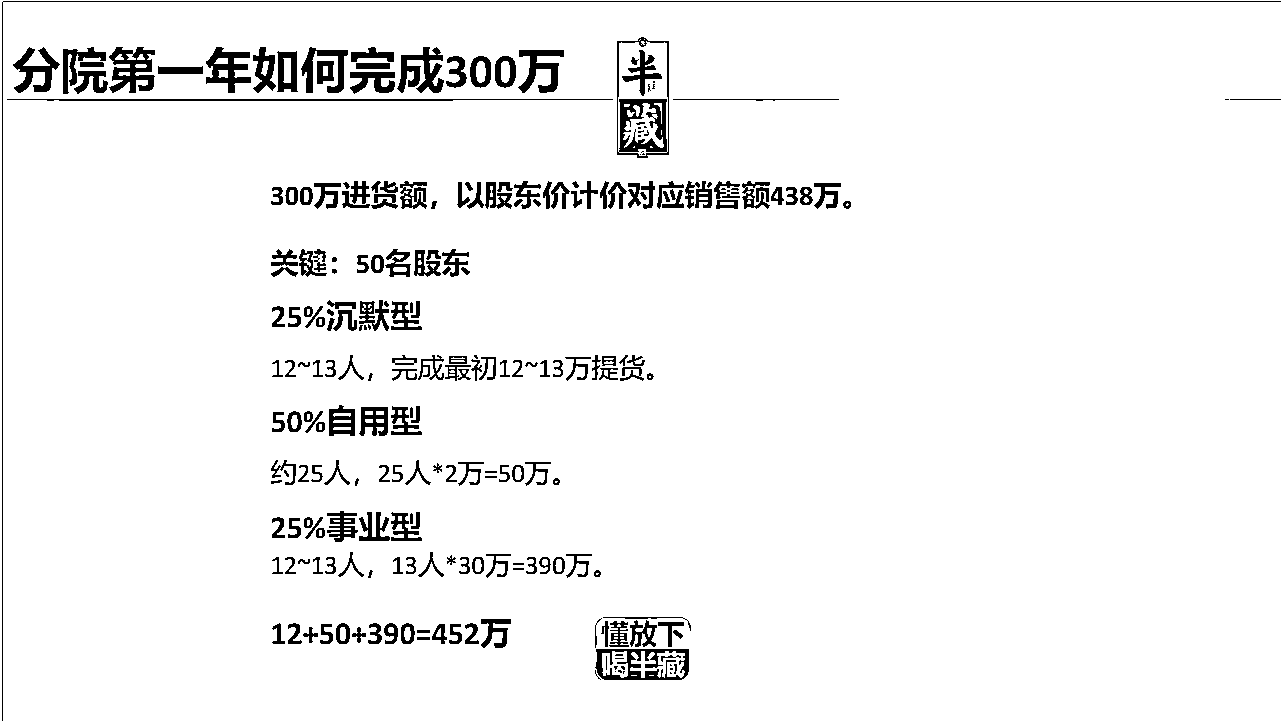 分院第一年如何完成300万
半
藏
300万进货额，以股东价计价对应销售额438万。
关键：50名股东
25%沉默型
12~13人，完成最初12~13万提货。
50%自用型
约25人，25人*2万=50万。
25%事业型
12~13人，13人*30万=390万。
12+50+390=452万
懂放下
喝半藏